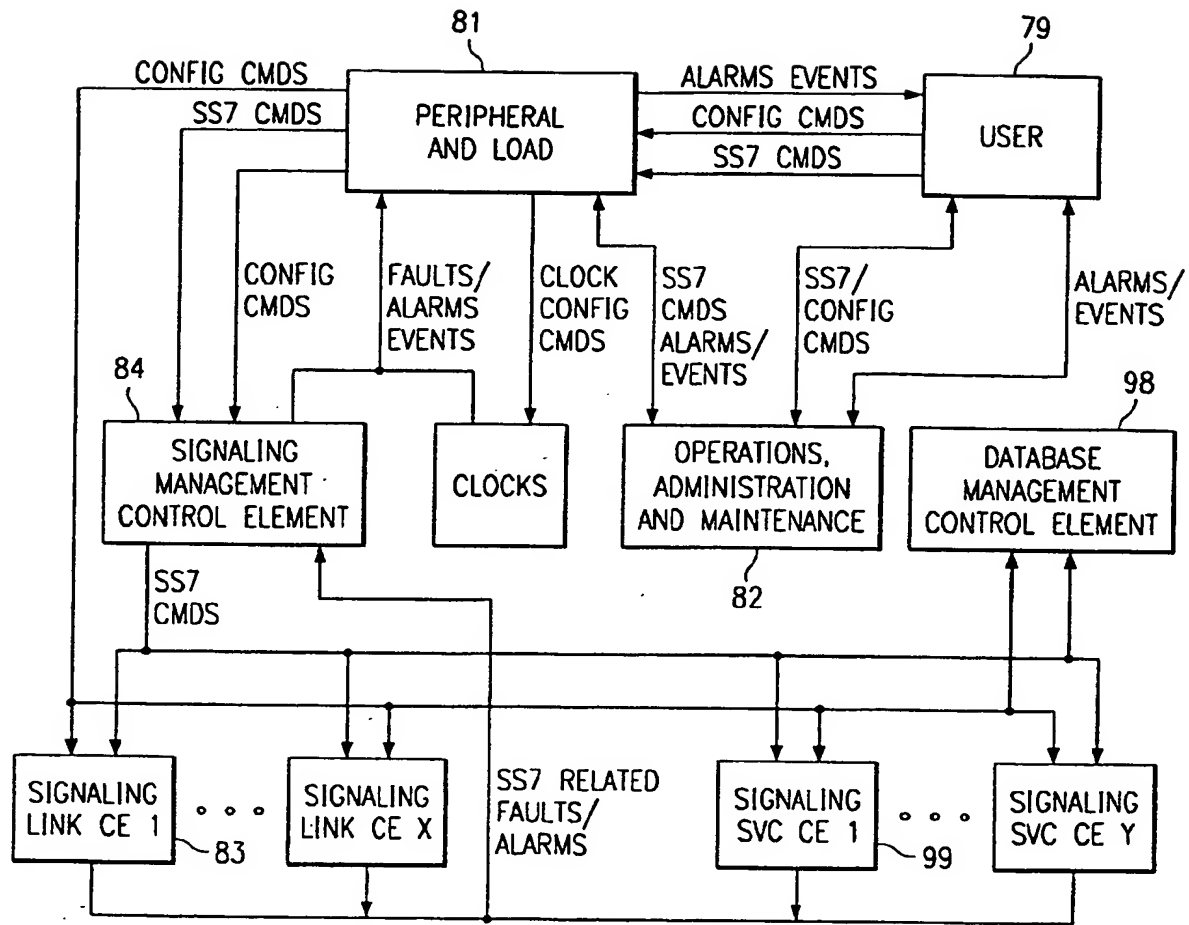 81
79
CONFIG CMDS
SS7 CMDS
PERIPHERAL
AND LOAD
ALARMS EVENTS
CONFIG CMDS
SS7 CMDS
USER
CONFIG
CMDS
FAULTS/
ALARMS
EVENTS
CLOCK
CONFIG
CMDS
SS7
CMDS
ALARMS/
EVENTS
SS7/
CONFIG
CMDS
ALARMS/
EVENTS
84
98
SIGNALING
MANAGEMENT
CONTROL ELEMENT
CLOCKS
OPERATIONS,
ADMINISTRATION
AND MAINTENANCE
DATABASE
MANAGEMENT
CONTROL ELEMENT
82
SS7
CMDS
SIGNALING
LINK CE 1
83
SIGNALING
LINK CE X
SS7 RELATED
FAULTS/
ALARMS
SIGNALING
SVC CE 1
99
SIGNALING
SVC CE Y